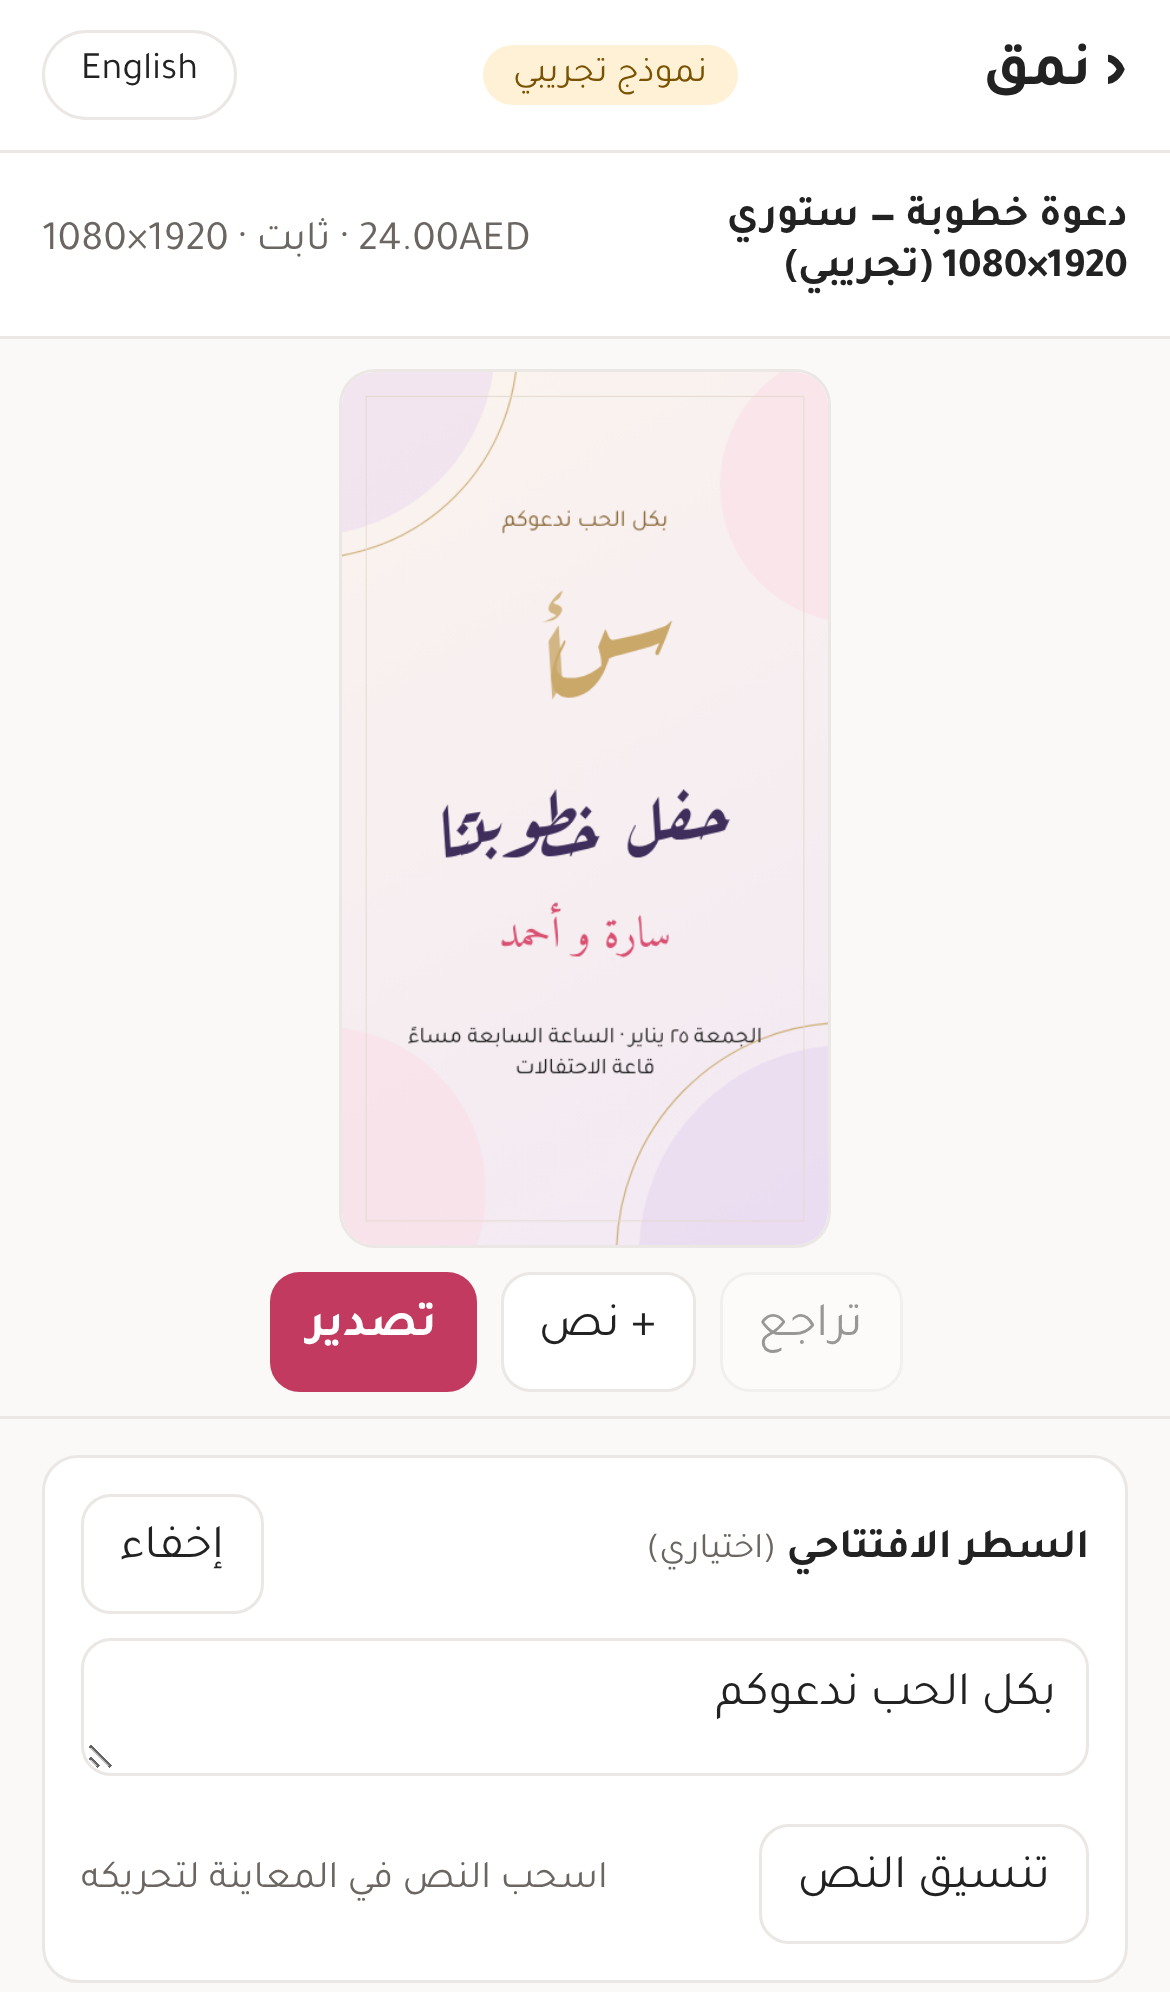 ‹ نمق
نموذج تجريبي
English
دعوة خطوبة – ستوري
1080×1920 (تجريبي)
1080×1920 · ثابت · 24.00AED
بكل الحب ندعوكم
سأ
حفل خطوبتنا
سارة و أحمد
الجمعة ٢٥ يناير · الساعة السابعة مساءً
قاعة الاحتفالات
تراجع
+ نص
تصدير
السطر الافتتاحي (اختياري)
إخفاء
بكل الحب ندعوكم
تنسيق النص
اسحب النص في المعاينة لتحريكه